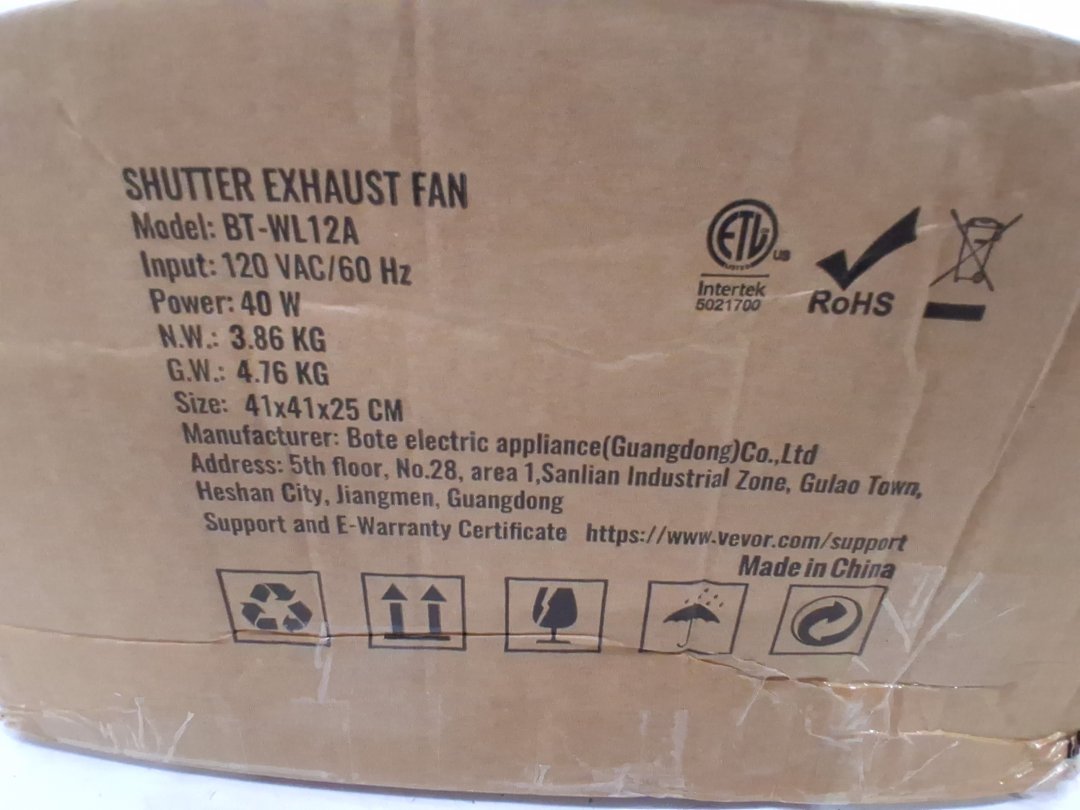 SHUTTER EXHAUST FAN
Model: BT-WL12A
Input: 120 VAC/60 Hz
Power: 40 W
N.W.: 3.86 KG
G.W.: 4.76 KG
Size: 41x41x25 CM
Manufacturer: Bote electric appliance(Guangdong)Co.,Ltd
Address: 5th floor, No.28, area 1,Sanlian Industrial Zone, Gulao Town,
Heshan City, Jiangmen, Guangdong
Support and E-Warranty Certificate https://www.vevor.com/support
Made in China
ETL US
LISTED
Intertek
5021700
RoHS